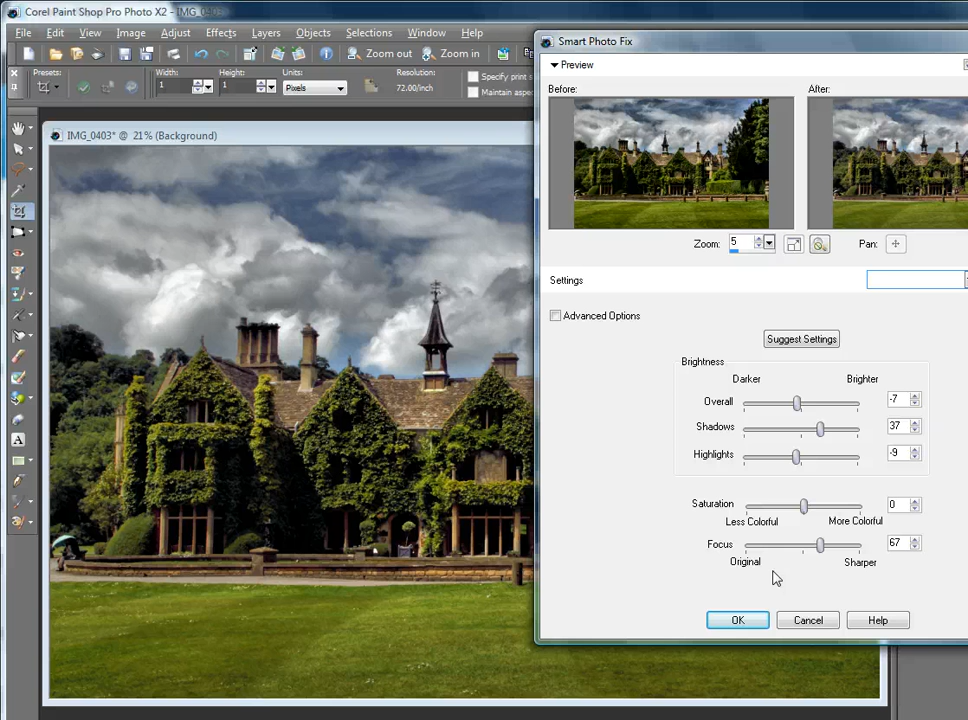 Corel Paint Shop Pro Photo X2 - IMG_0403*
File Edit View Image Adjust Effects Layers Objects Selections Window Help
Zoom out Zoom in
Presets: Width: Height: Units: Resolution:
1 1 Pixels 72.00/inch
Specify print s
Maintain aspe
IMG_0403* @ 21% (Background)
A
Smart Photo Fix
Preview
Before: After:
Zoom: 5 Pan:
Settings
Advanced Options
Suggest Settings
Brightness
Darker Brighter
Overall -7
Shadows 37
Highlights -9
Saturation 0
Less Colorful More Colorful
Focus 67
Original Sharper
OK Cancel Help